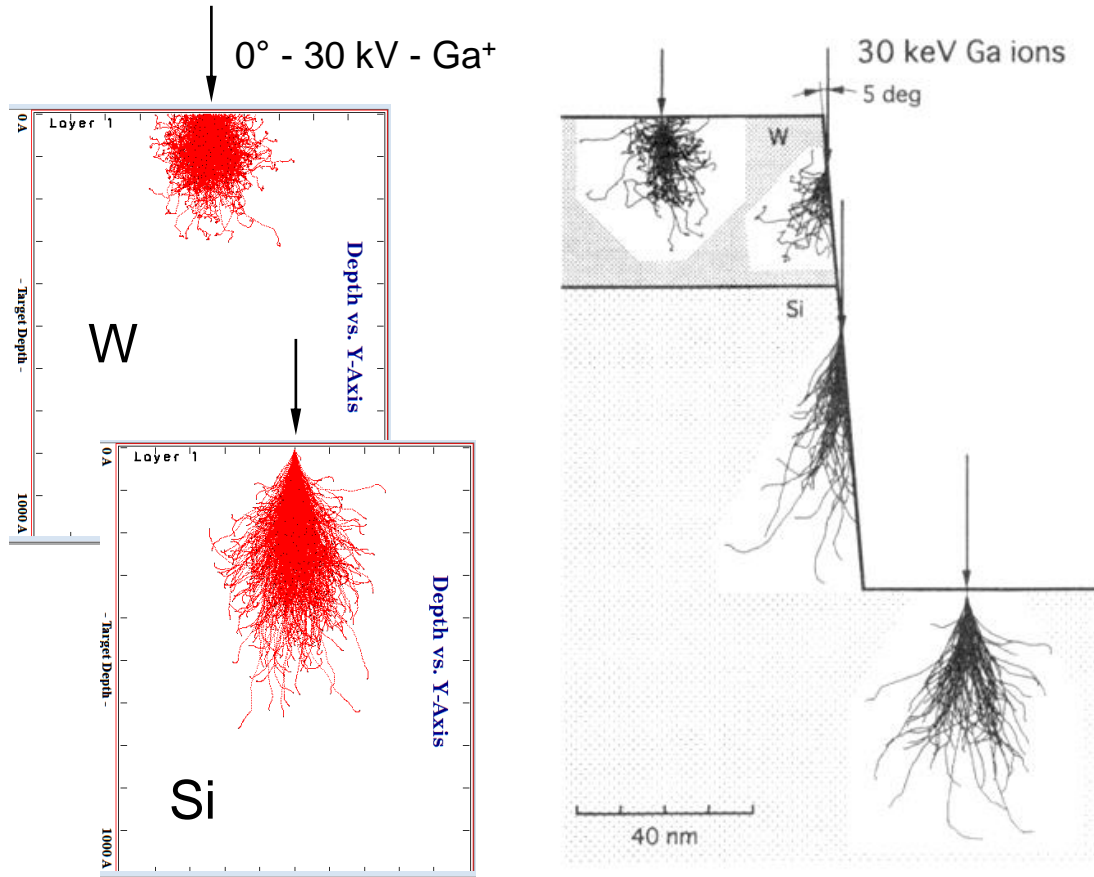 0° - 30 kV - Ga⁺
0 A
Layer 1
- Target Depth -
1000 A
Depth vs. Y-Axis
W
0 A
Layer 1
- Target Depth -
1000 A
Depth vs. Y-Axis
Si
30 keV Ga ions
5 deg
W
Si
40 nm